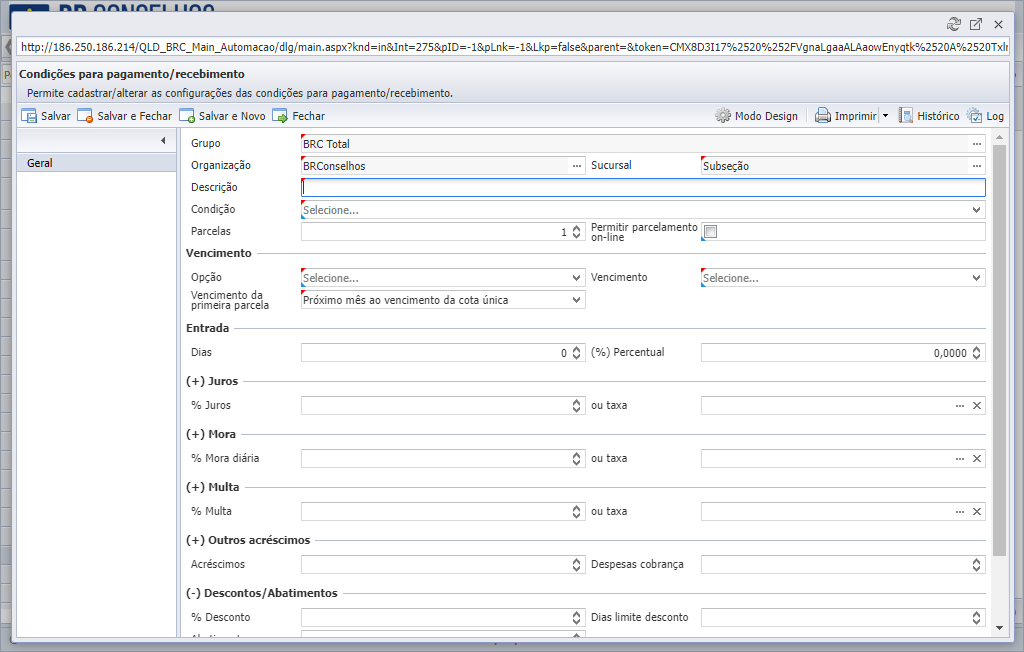 BR CONSELHOS
http://186.250.186.214/QLD_BRC_Main_Automacao/dlg/main.aspx?knd=in&Int=275&pID=-1&pLnk=-1&Lkp=false&parent=&token=CMX8D3I17%2520%252FVgnaLgaaALAaowEnyqtk%2520A%2520TxIr
Condições para pagamento/recebimento
Permite cadastrar/alterar as configurações das condições para pagamento/recebimento.
Salvar Salvar e Fechar Salvar e Novo Fechar Modo Design Imprimir Histórico Log
Geral
Grupo BRC Total
Organização BRConselhos Sucursal Subseção
Descrição
Condição Selecione...
Parcelas 1 Permitir parcelamento
on-line
Vencimento
Opção Selecione... Vencimento Selecione...
Vencimento da
primeira parcela Próximo mês ao vencimento da cota única
Entrada
Dias 0 (%) Percentual 0,0000
(+) Juros
% Juros ou taxa
(+) Mora
% Mora diária ou taxa
(+) Multa
% Multa ou taxa
(+) Outros acréscimos
Acréscimos Despesas cobrança
(-) Descontos/Abatimentos
% Desconto Dias limite desconto